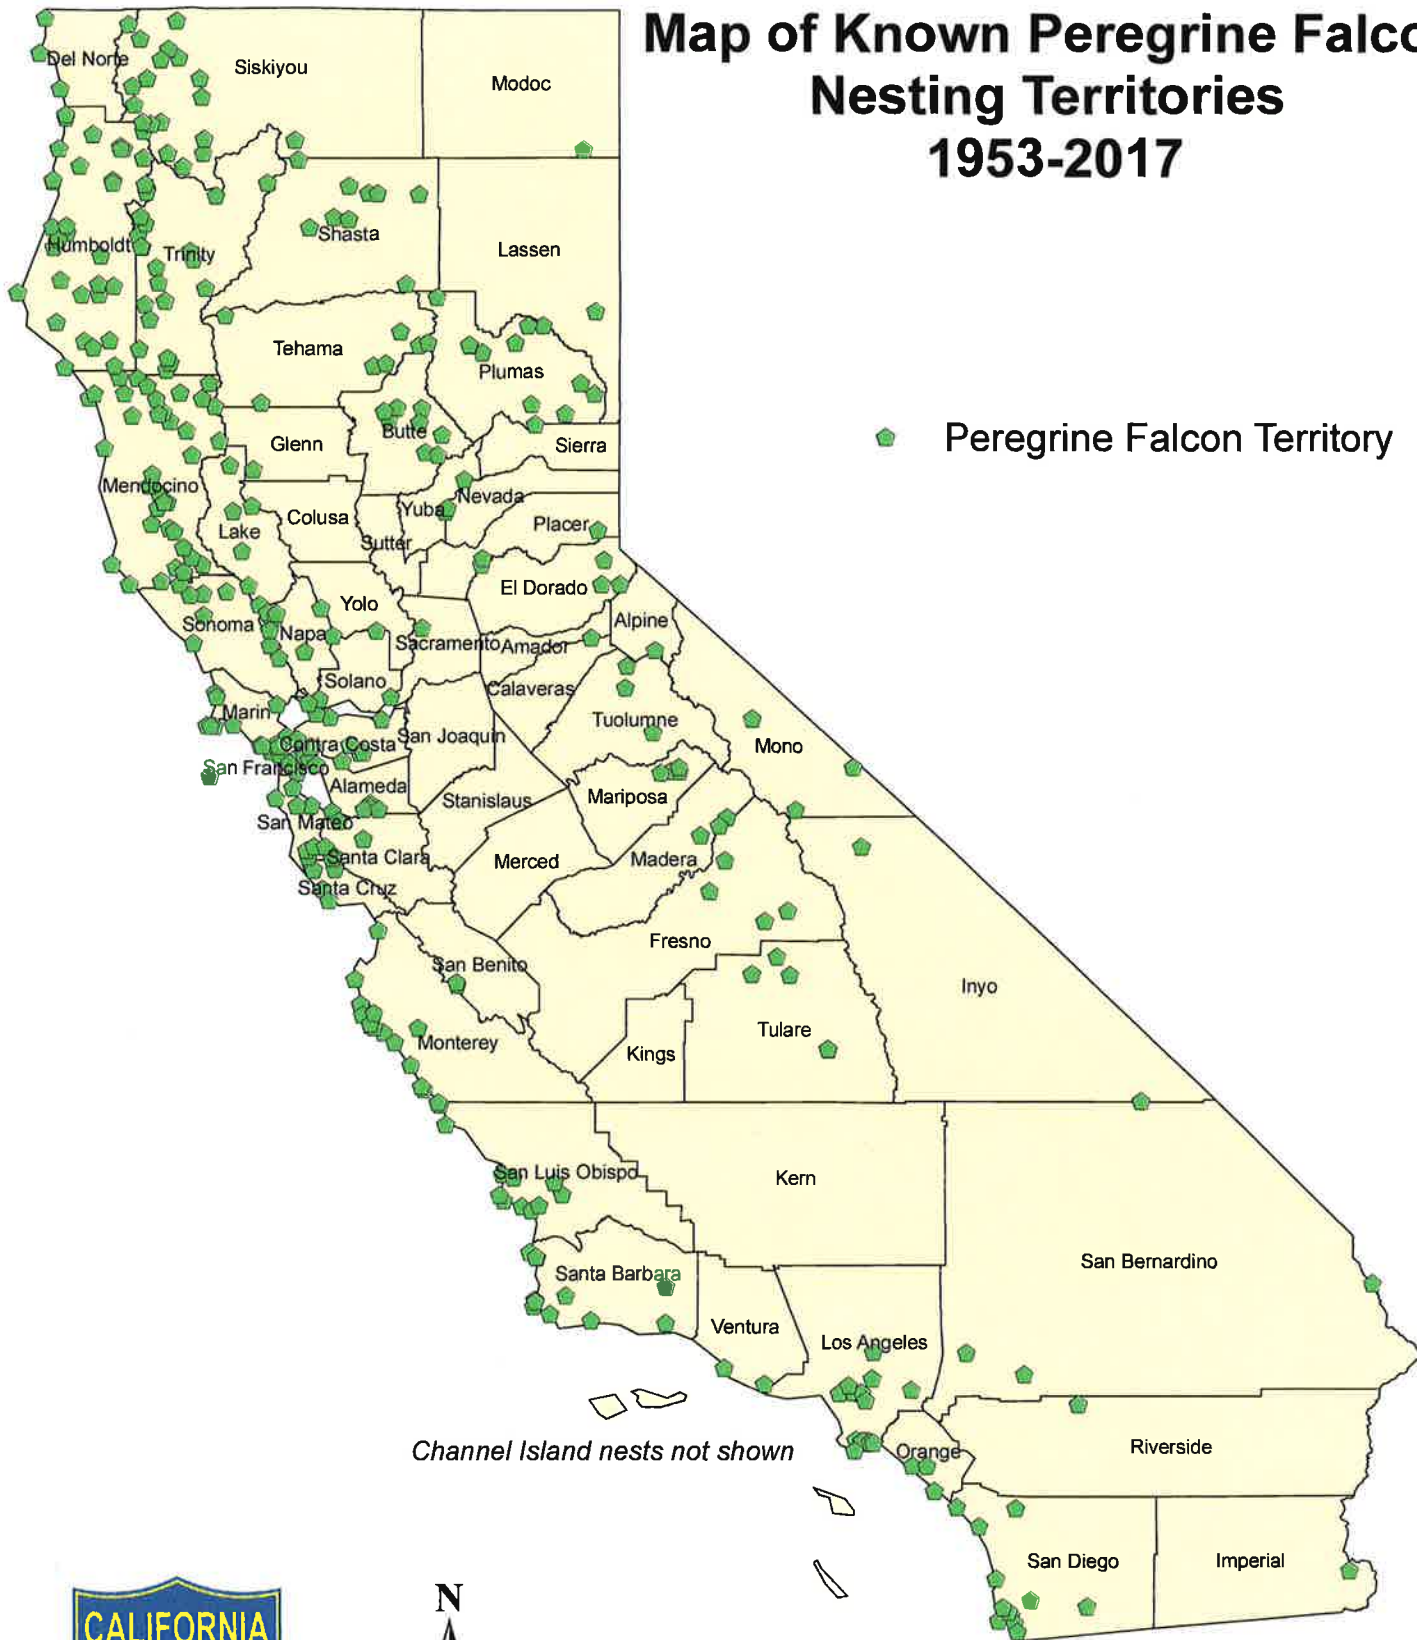 Map of Known Peregrine Falco
Nesting Territories
1953-2017
Peregrine Falcon Territory
Del Norte
Siskiyou
Modoc
Humboldt
Trinity
Shasta
Lassen
Tehama
Plumas
Butte
Glenn
Sierra
Mendocino
Nevada
Yuba
Colusa
Placer
Lake
Sutter
El Dorado
Yolo
Alpine
Sonoma
Napa
Sacramento
Amador
Solano
Calaveras
Marin
Tuolumne
Contra Costa
San Joaquin
Mono
San Francisco
Alameda
Mariposa
Stanislaus
San Mateo
Santa Clara
Merced
Madera
Santa Cruz
Fresno
San Benito
Inyo
Tulare
Monterey
Kings
San Luis Obispo
Kern
San Bernardino
Santa Barbara
Ventura
Los Angeles
Channel Island nests not shown
Orange
Riverside
San Diego
Imperial
N
CALIFORNIA